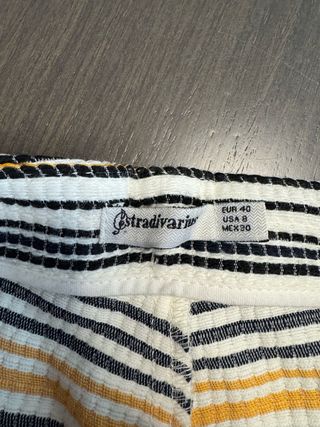 stradivarius
EUR 40
USA 8
MEX 30